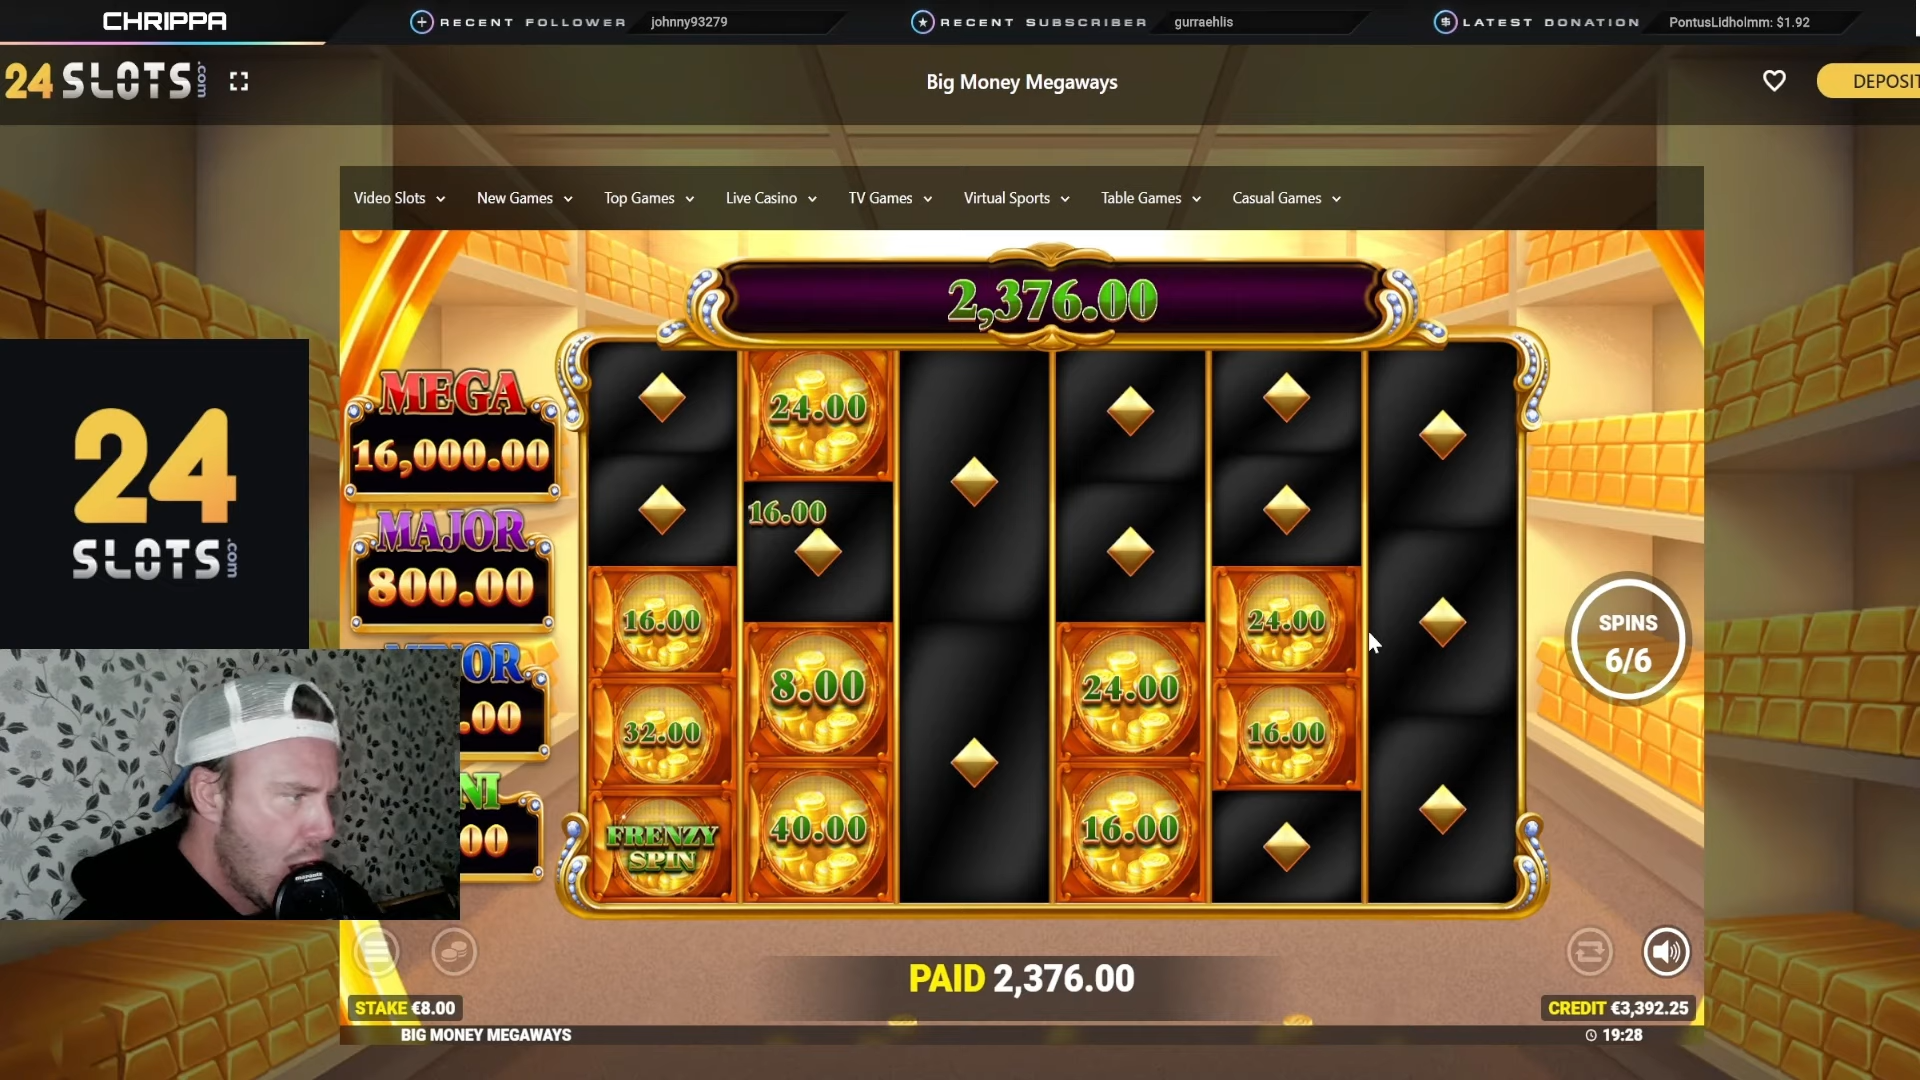 CHRIPPA
RECENT FOLLOWER johnny93279
RECENT SUBSCRIBER gurraehlis
LATEST DONATION PontusLidholmm: $1.92
24 SLOTS .com
Big Money Megaways
DEPOSIT
Video Slots
New Games
Top Games
Live Casino
TV Games
Virtual Sports
Table Games
Casual Games
2,376.00
MEGA
16,000.00
MAJOR
800.00
.00
24
SLOTS .com
24.00
16.00
16.00
32.00
FRENZY
SPIN
8.00
40.00
24.00
16.00
24.00
16.00
SPINS
6/6
marantz
PAID 2,376.00
STAKE €8.00
CREDIT €3,392.25
BIG MONEY MEGAWAYS
19:28